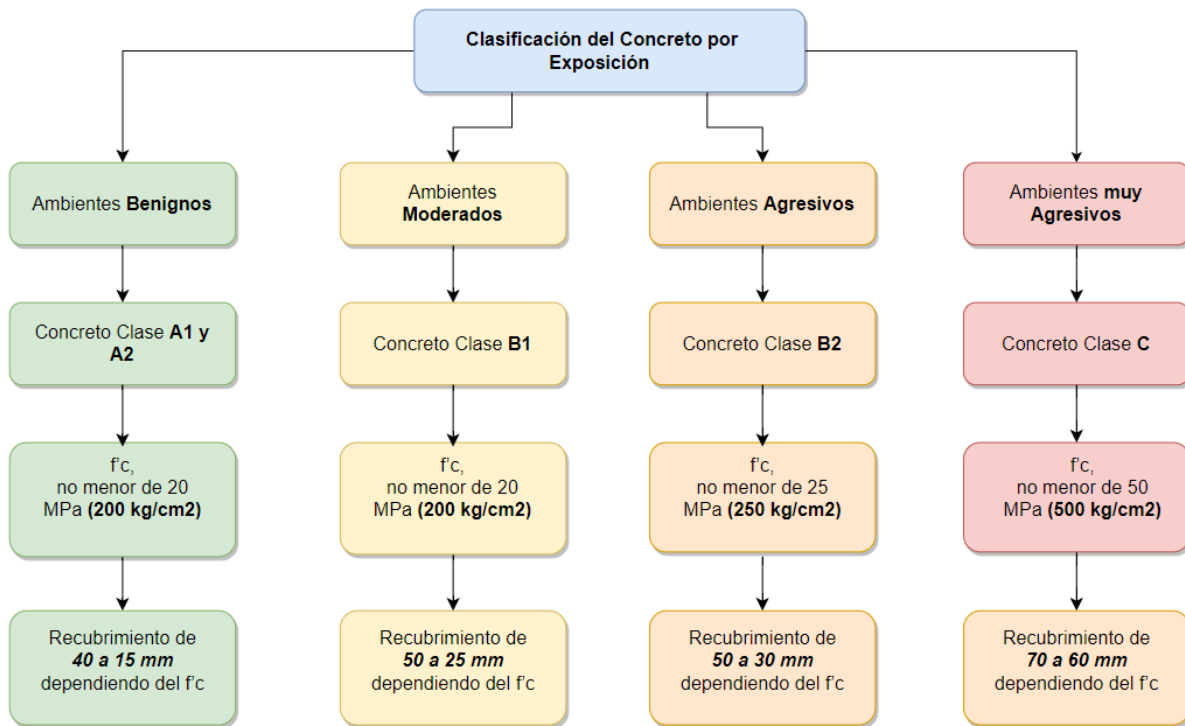 Clasificación del Concreto por
Exposición
Ambientes Benignos
Ambientes
Moderados
Ambientes Agresivos
Ambientes muy
Agresivos
Concreto Clase A1 y
A2
Concreto Clase B1
Concreto Clase B2
Concreto Clase C
f'c,
no menor de 20
MPa (200 kg/cm2)
f'c,
no menor de 20
MPa (200 kg/cm2)
f'c,
no menor de 25
MPa (250 kg/cm2)
f'c,
no menor de 50
MPa (500 kg/cm2)
Recubrimiento de
40 a 15 mm
dependiendo del f'c
Recubrimiento de
50 a 25 mm
dependiendo del f'c
Recubrimiento de
50 a 30 mm
dependiendo del f'c
Recubrimiento de
70 a 60 mm
dependiendo del f'c